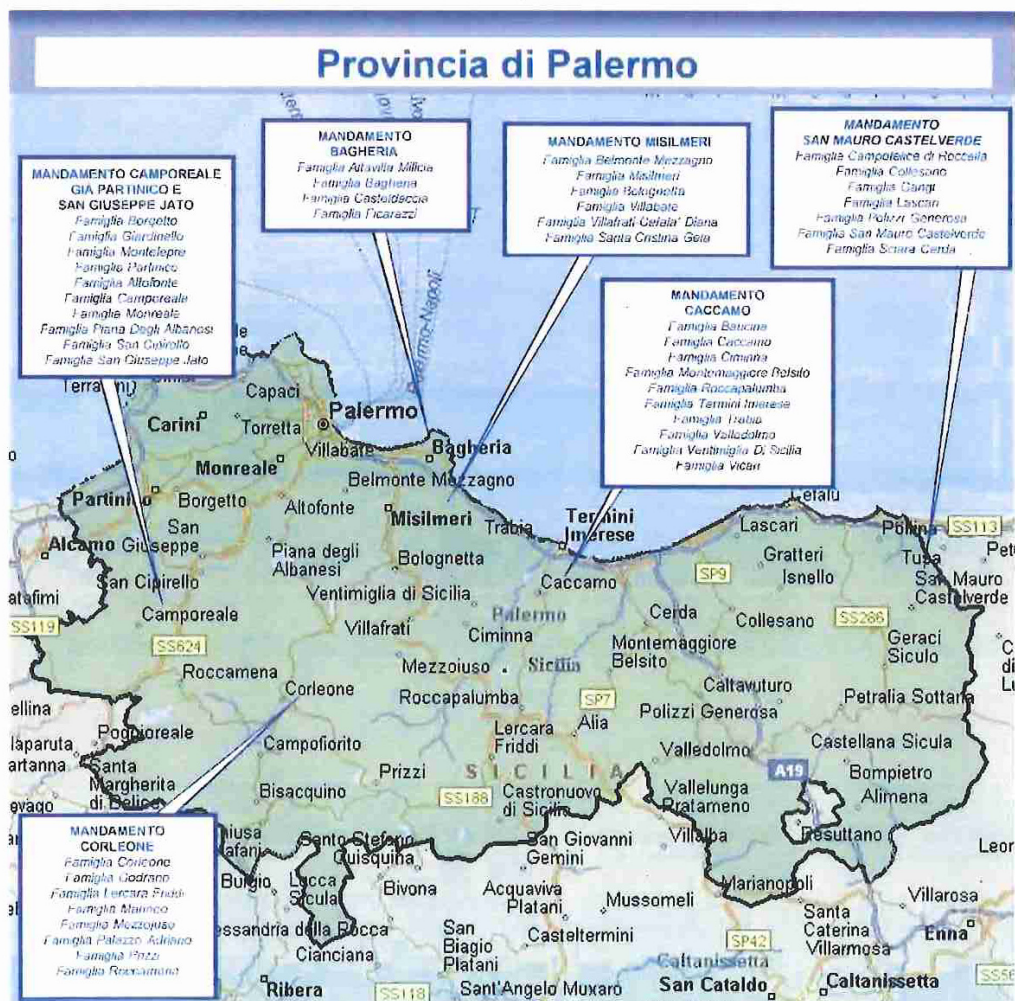 Provincia di Palermo
MANDAMENTO CAMPOREALE
GIÀ PARTINICO E
SAN GIUSEPPE JATO
Famiglia Borgetto
Famiglia Giardinello
Famiglia Montelepre
Famiglia Partinico
Famiglia Altofonte
Famiglia Camporeale
Famiglia Monreale
Famiglia Piana Degli Albanesi
Famiglia San Cipirello
Famiglia San Giuseppe Jato
MANDAMENTO
BAGHERIA
Famiglia Altavilla Milicia
Famiglia Bagheria
Famiglia Casteldaccia
Famiglia Ficarazzi
MANDAMENTO MISILMERI
Famiglia Belmonte Mezzagno
Famiglia Misilmeri
Famiglia Bolognetta
Famiglia Villabate
Famiglia Villafrati Cefala' Diana
Famiglia Santa Cristina Gela
MANDAMENTO
SAN MAURO CASTELVERDE
Famiglia Campofelice di Roccella
Famiglia Collesano
Famiglia Gangi
Famiglia Lascari
Famiglia Polizzi Generosa
Famiglia San Mauro Castelverde
Famiglia Sciara Cerda
MANDAMENTO
CACCAMO
Famiglia Baucina
Famiglia Caccamo
Famiglia Ciminna
Famiglia Montemaggiore Belsito
Famiglia Roccapalumba
Famiglia Termini Imerese
Famiglia Trabia
Famiglia Valledolmo
Famiglia Ventimiglia Di Sicilia
Famiglia Vicari
Palermo-Napoli
Capaci
Palermo
Carini
Torretta
Villabate
Bagheria
Monreale
Belmonte Mezzagno
Partinico
Borgetto
Altofonte
Misilmeri
Trabia
Termini
Imerese
Lascari
Cefalù
Pollina
SS113
Alcamo
San
Giuseppe
Piana degli
Albanesi
Bolognetta
Gratteri
Isnello
Tusa
San Mauro
Castelverde
San Cipirello
Ventimiglia di Sicilia
Caccamo
SP9
Camporeale
Villafrati
Ciminna
Palermo
Cerda
Collesano
SS286
SS119
SS624
Mezzoiuso
Sicilia
Montemaggiore
Belsito
Geraci
Siculo
Roccamena
Corleone
Roccapalumba
SP7
Caltavuturo
Petralia Sottana
Alia
Polizzi Generosa
Poggioreale
Campofiorito
Lercara
Friddi
Valledolmo
Castellana Sicula
Santa
Margherita
di Belice
Prizzi
SICILIA
A19
Bompietro
Bisacquino
SS188
Castronuovo
di Sicilia
Vallelunga
Pratameno
Alimena
Santo Stefano
Quisquina
San Giovanni
Gemini
Villalba
Resuttano
MANDAMENTO
CORLEONE
Famiglia Corleone
Famiglia Godrano
Famiglia Lercara Friddi
Famiglia Marineo
Famiglia Mezzojuso
Famiglia Palazzo Adriano
Famiglia Prizzi
Famiglia Roccamena
Burgio
Lucca
Sicula
Bivona
Acquaviva
Platani
Mussomeli
Marianopoli
Villarosa
Cianciana
San
Biagio
Platani
Casteltermini
Santa
Caterina
Villarmosa
Enna
SP42
Caltanissetta
Ribera
SS118
Sant'Angelo Muxaro
San Cataldo
Caltanissetta